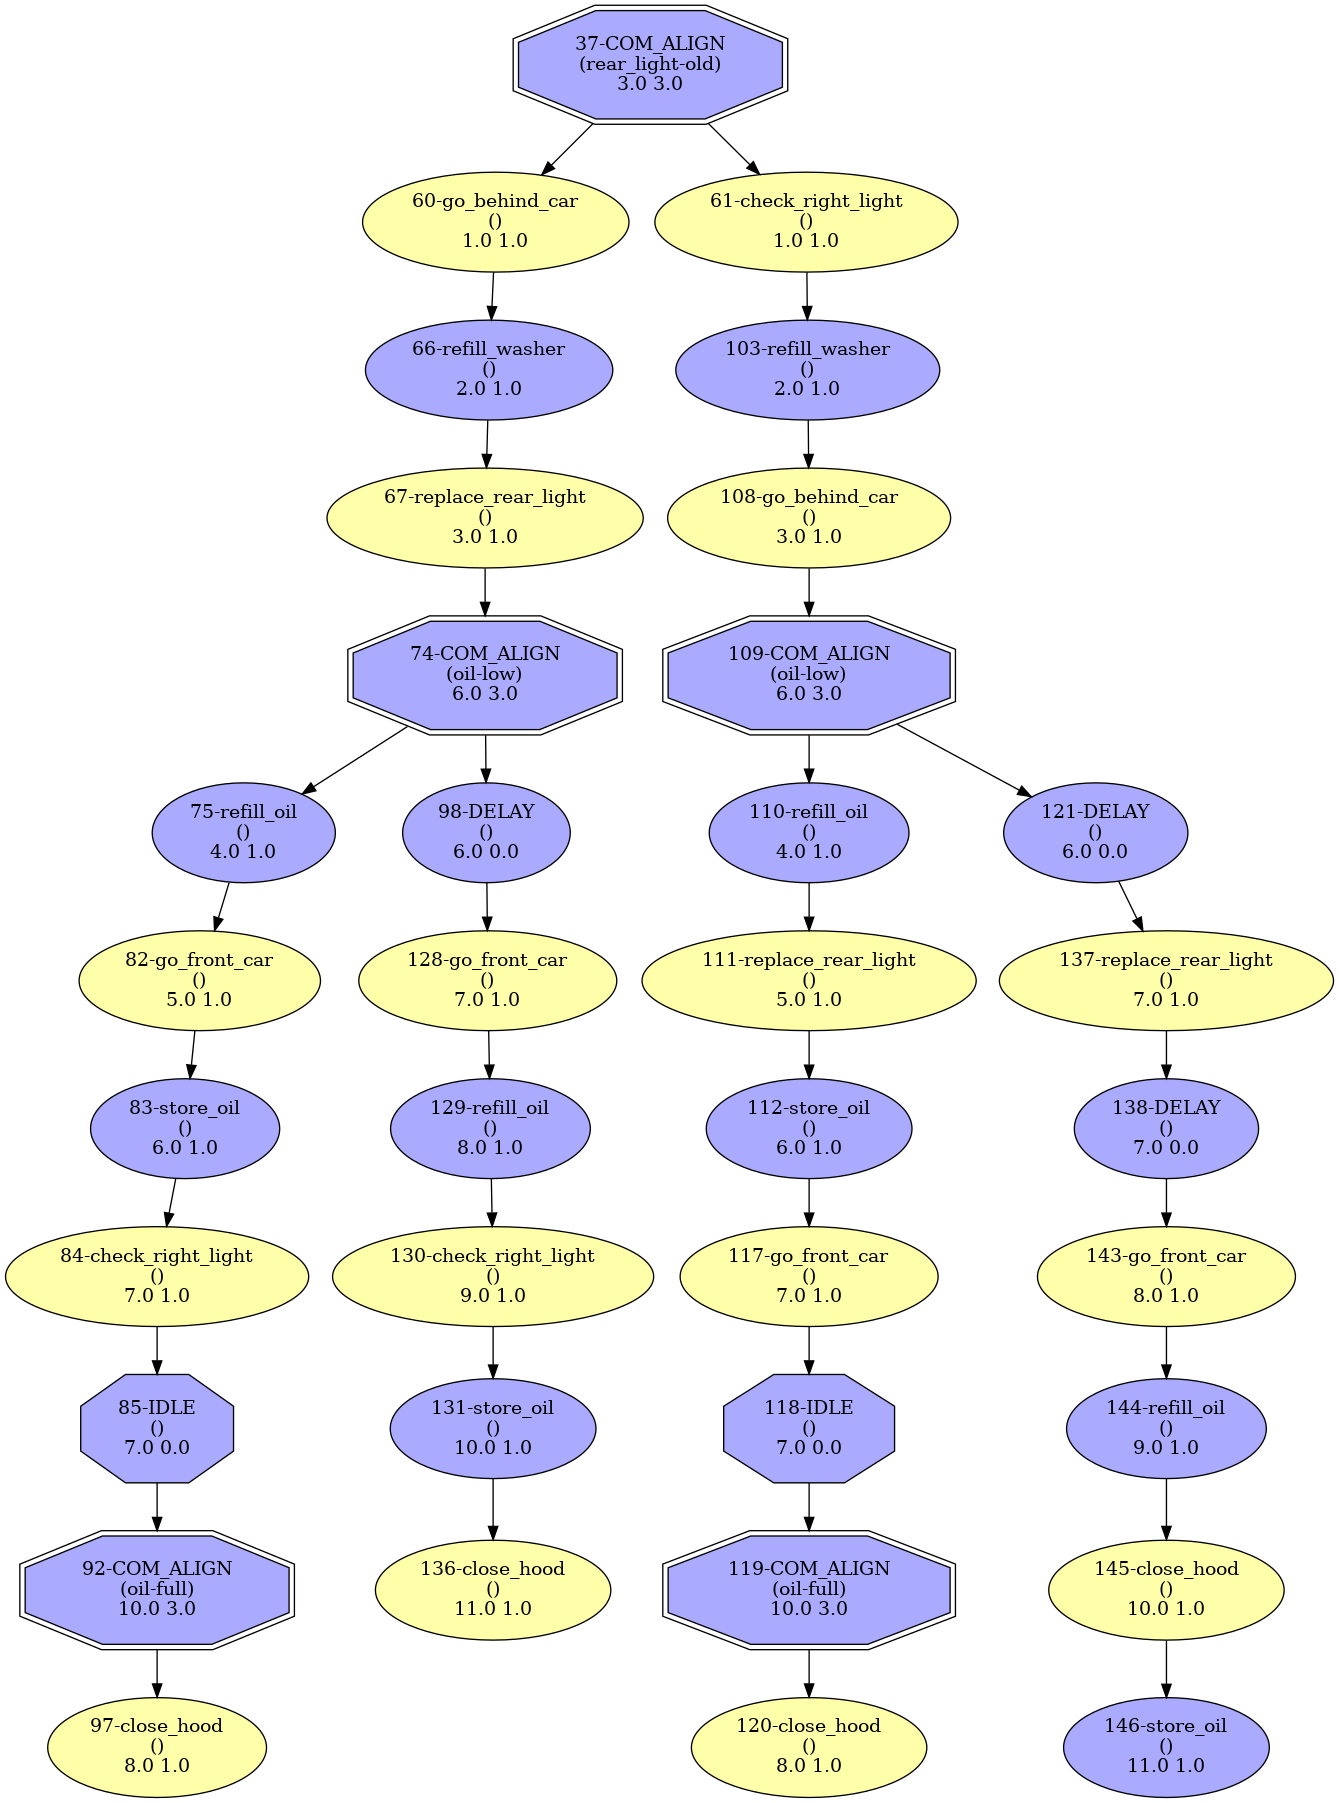 37-COM_ALIGN
(rear_light-old)
3.0 3.0
60-go_behind_car
()
1.0 1.0
61-check_right_light
()
1.0 1.0
66-refill_washer
()
2.0 1.0
103-refill_washer
()
2.0 1.0
67-replace_rear_light
()
3.0 1.0
108-go_behind_car
()
3.0 1.0
74-COM_ALIGN
(oil-low)
6.0 3.0
109-COM_ALIGN
(oil-low)
6.0 3.0
75-refill_oil
()
4.0 1.0
98-DELAY
()
6.0 0.0
110-refill_oil
()
4.0 1.0
121-DELAY
()
6.0 0.0
82-go_front_car
()
5.0 1.0
128-go_front_car
()
7.0 1.0
111-replace_rear_light
()
5.0 1.0
137-replace_rear_light
()
7.0 1.0
83-store_oil
()
6.0 1.0
129-refill_oil
()
8.0 1.0
112-store_oil
()
6.0 1.0
138-DELAY
()
7.0 0.0
84-check_right_light
()
7.0 1.0
130-check_right_light
()
9.0 1.0
117-go_front_car
()
7.0 1.0
143-go_front_car
()
8.0 1.0
85-IDLE
()
7.0 0.0
131-store_oil
()
10.0 1.0
118-IDLE
()
7.0 0.0
144-refill_oil
()
9.0 1.0
92-COM_ALIGN
(oil-full)
10.0 3.0
136-close_hood
()
11.0 1.0
119-COM_ALIGN
(oil-full)
10.0 3.0
145-close_hood
()
10.0 1.0
97-close_hood
()
8.0 1.0
120-close_hood
()
8.0 1.0
146-store_oil
()
11.0 1.0